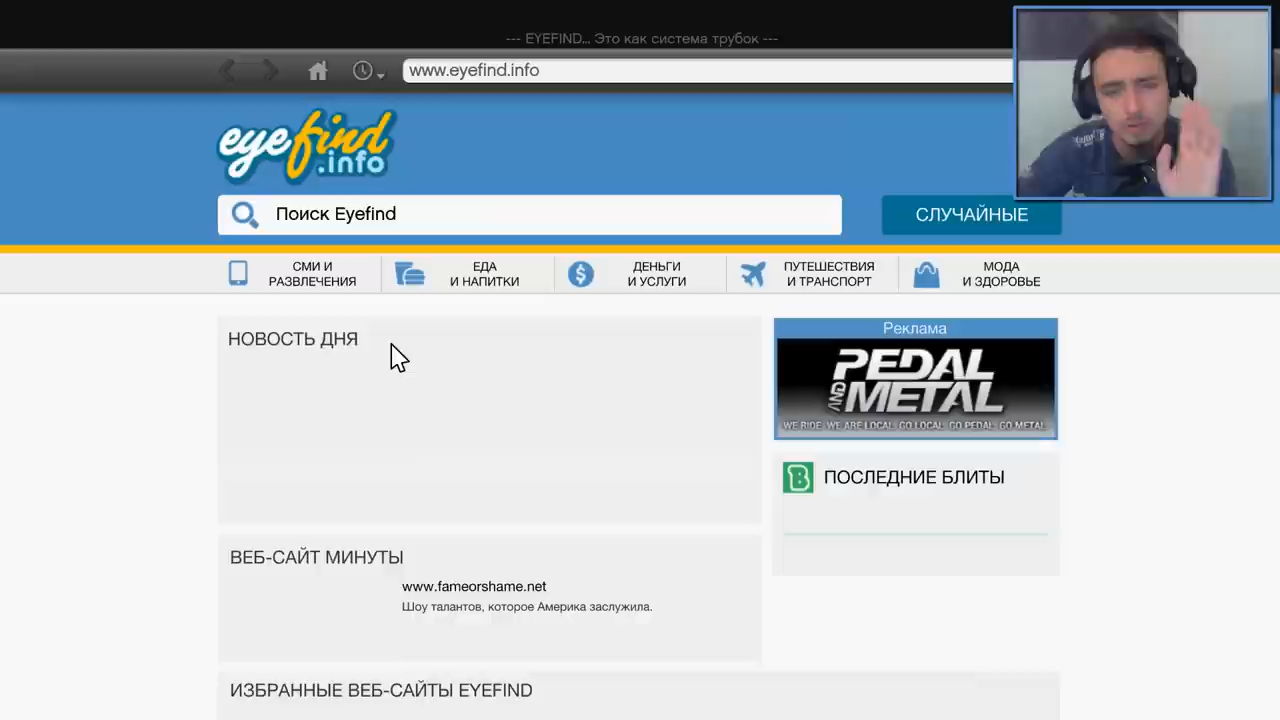 --- EYEFIND... Это как система трубок ---
www.eyefind.info
eyefind
.info
Поиск Eyefind
СЛУЧАЙНЫЕ
СМИ И
РАЗВЛЕЧЕНИЯ
ЕДА
И НАПИТКИ
ДЕНЬГИ
И УСЛУГИ
ПУТЕШЕСТВИЯ
И ТРАНСПОРТ
МОДА
И ЗДОРОВЬЕ
НОВОСТЬ ДНЯ
Реклама
PEDAL
AND METAL
WE RIDE. WE ARE LOCAL. GO LOCAL. GO PEDAL. GO METAL.
B ПОСЛЕДНИЕ БЛИТЫ
ВЕБ-САЙТ МИНУТЫ
www.fameorshame.net
Шоу талантов, которое Америка заслужила.
ИЗБРАННЫЕ ВЕБ-САЙТЫ EYEFIND